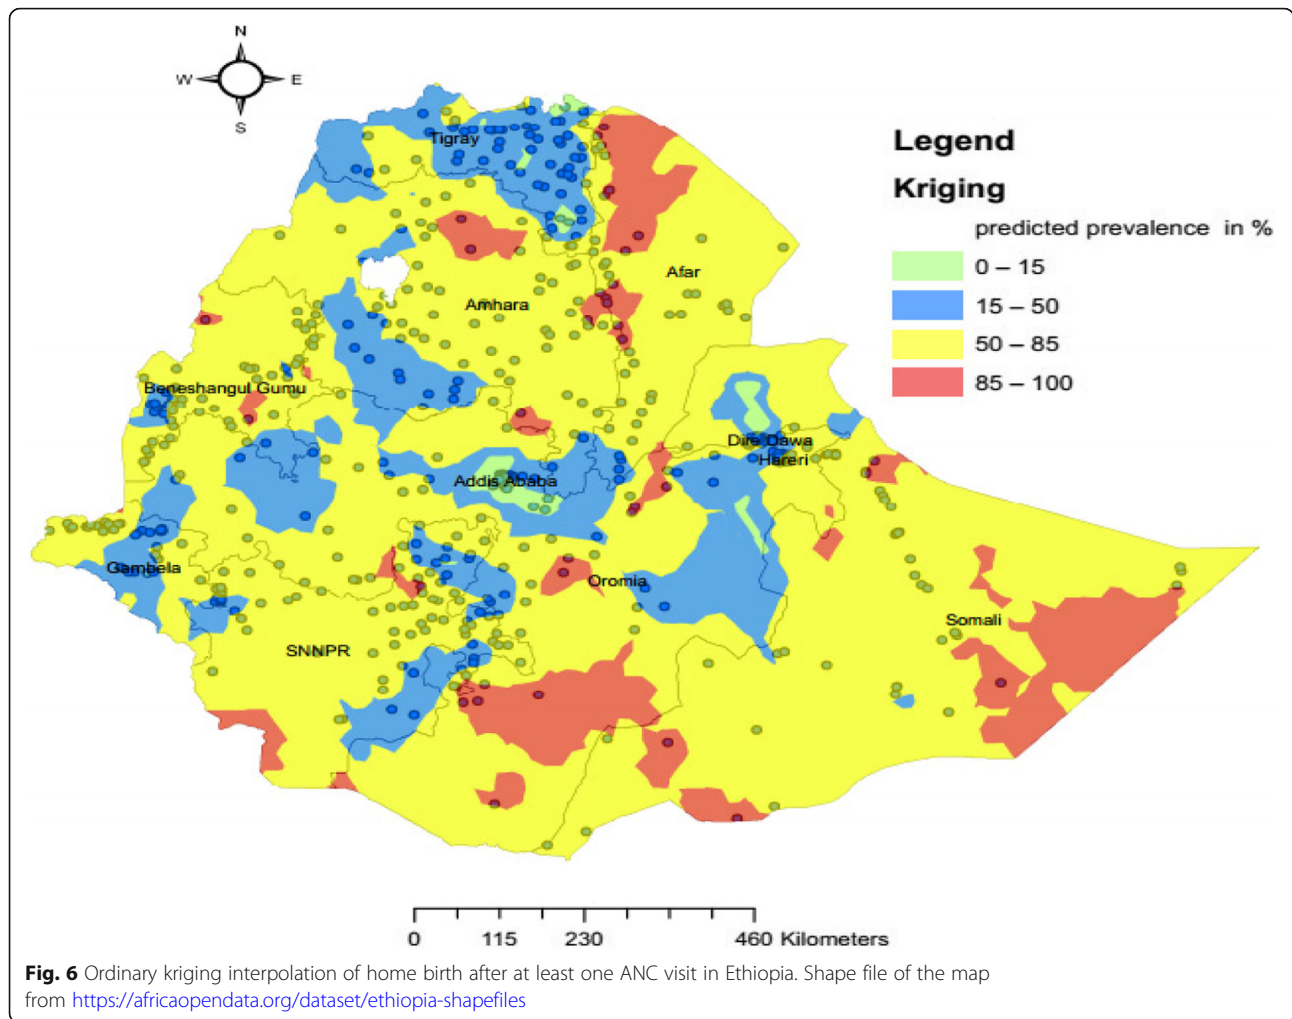 N
W E
S
Legend
Kriging
predicted prevalence in %
0 – 15
15 – 50
50 – 85
85 – 100
Tigray
Afar
Amhara
Beneshangul Gumu
Dire Dawa
Hareri
Addis Ababa
Gambela
Oromia
Somali
SNNPR
0 115 230 460 Kilometers
Fig. 6 Ordinary kriging interpolation of home birth after at least one ANC visit in Ethiopia. Shape file of the map
from https://africaopendata.org/dataset/ethiopia-shapefiles